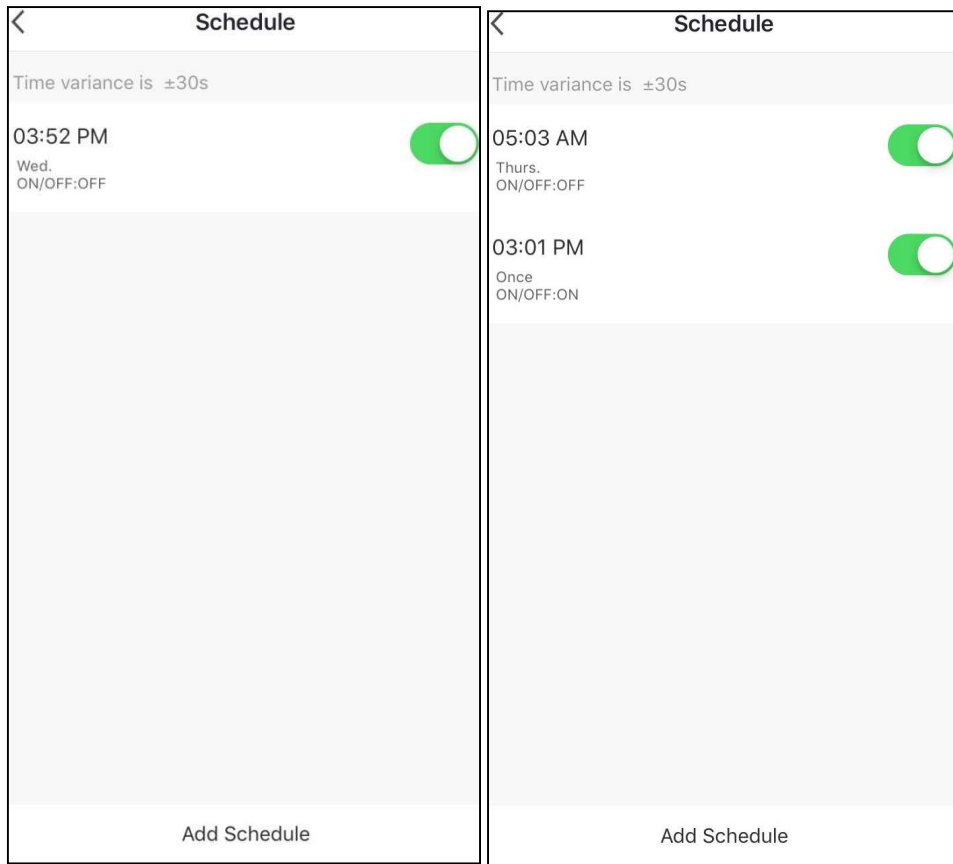 Schedule
Time variance is ±30s
03:52 PM
Wed.
ON/OFF:OFF
Add Schedule
Schedule
Time variance is ±30s
05:03 AM
Thurs.
ON/OFF:OFF
03:01 PM
Once
ON/OFF:ON
Add Schedule